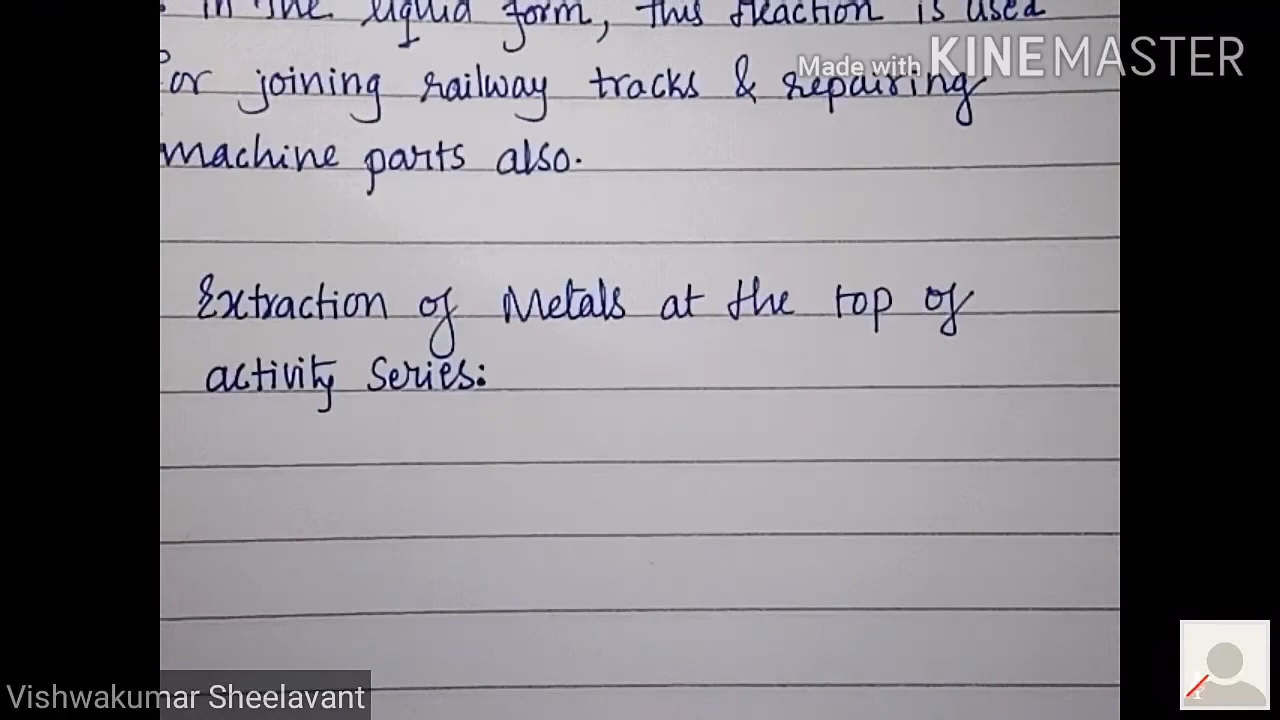 in the liquid form, this reaction is used
for joining railway tracks & repairing
machine parts also.
Extraction of Metals at the top of
activity series:
Made with KINEMASTER
Vishwakumar Sheelavant